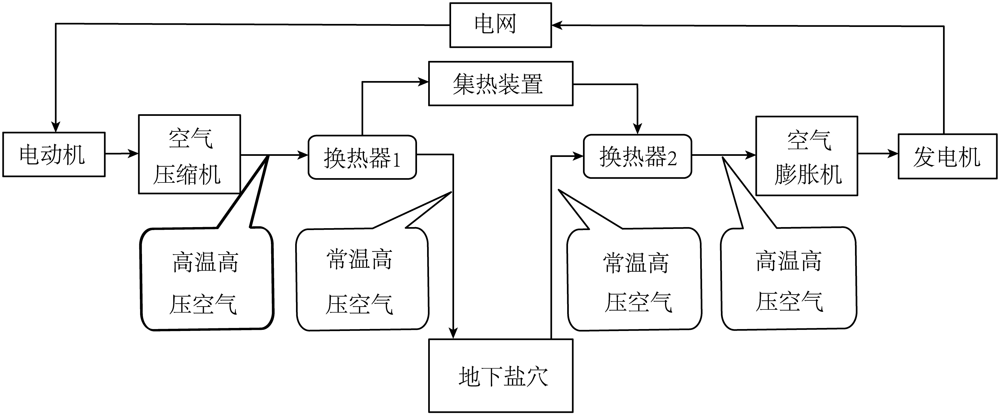 电网
集热装置
电动机
空气
压缩机
换热器1
换热器2
空气
膨胀机
发电机
高温高
压空气
常温高
压空气
常温高
压空气
高温高
压空气
地下盐穴